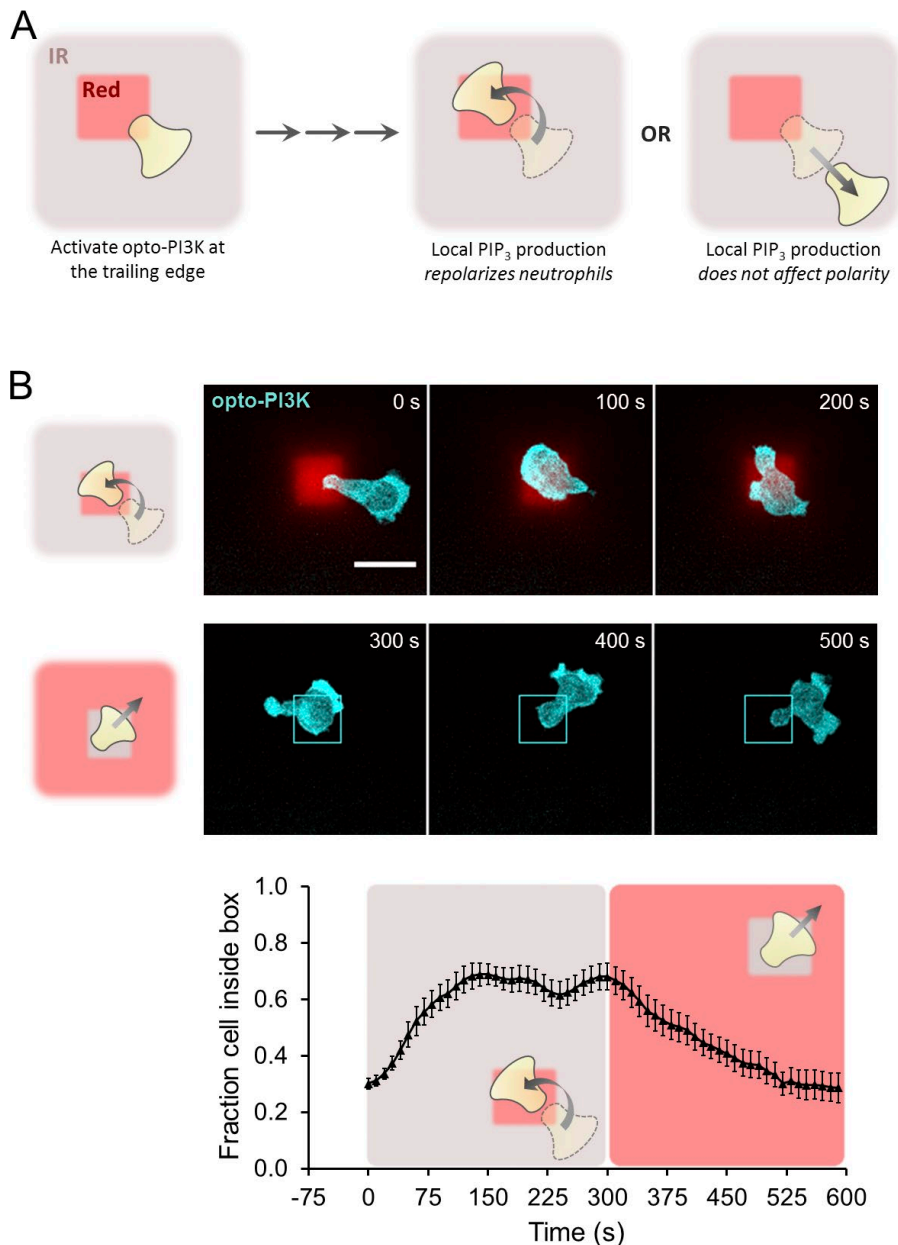 A
IR
Red
OR
Activate opto-PI3K at
the trailing edge
Local PIP₃ production
repolarizes neutrophils
Local PIP₃ production
does not affect polarity
B
opto-PI3K
0 s
100 s
200 s
300 s
400 s
500 s
Fraction cell inside box
1.0
0.8
0.6
0.4
0.2
0.0
-75 0 75 150 225 300 375 450 525 600
Time (s)